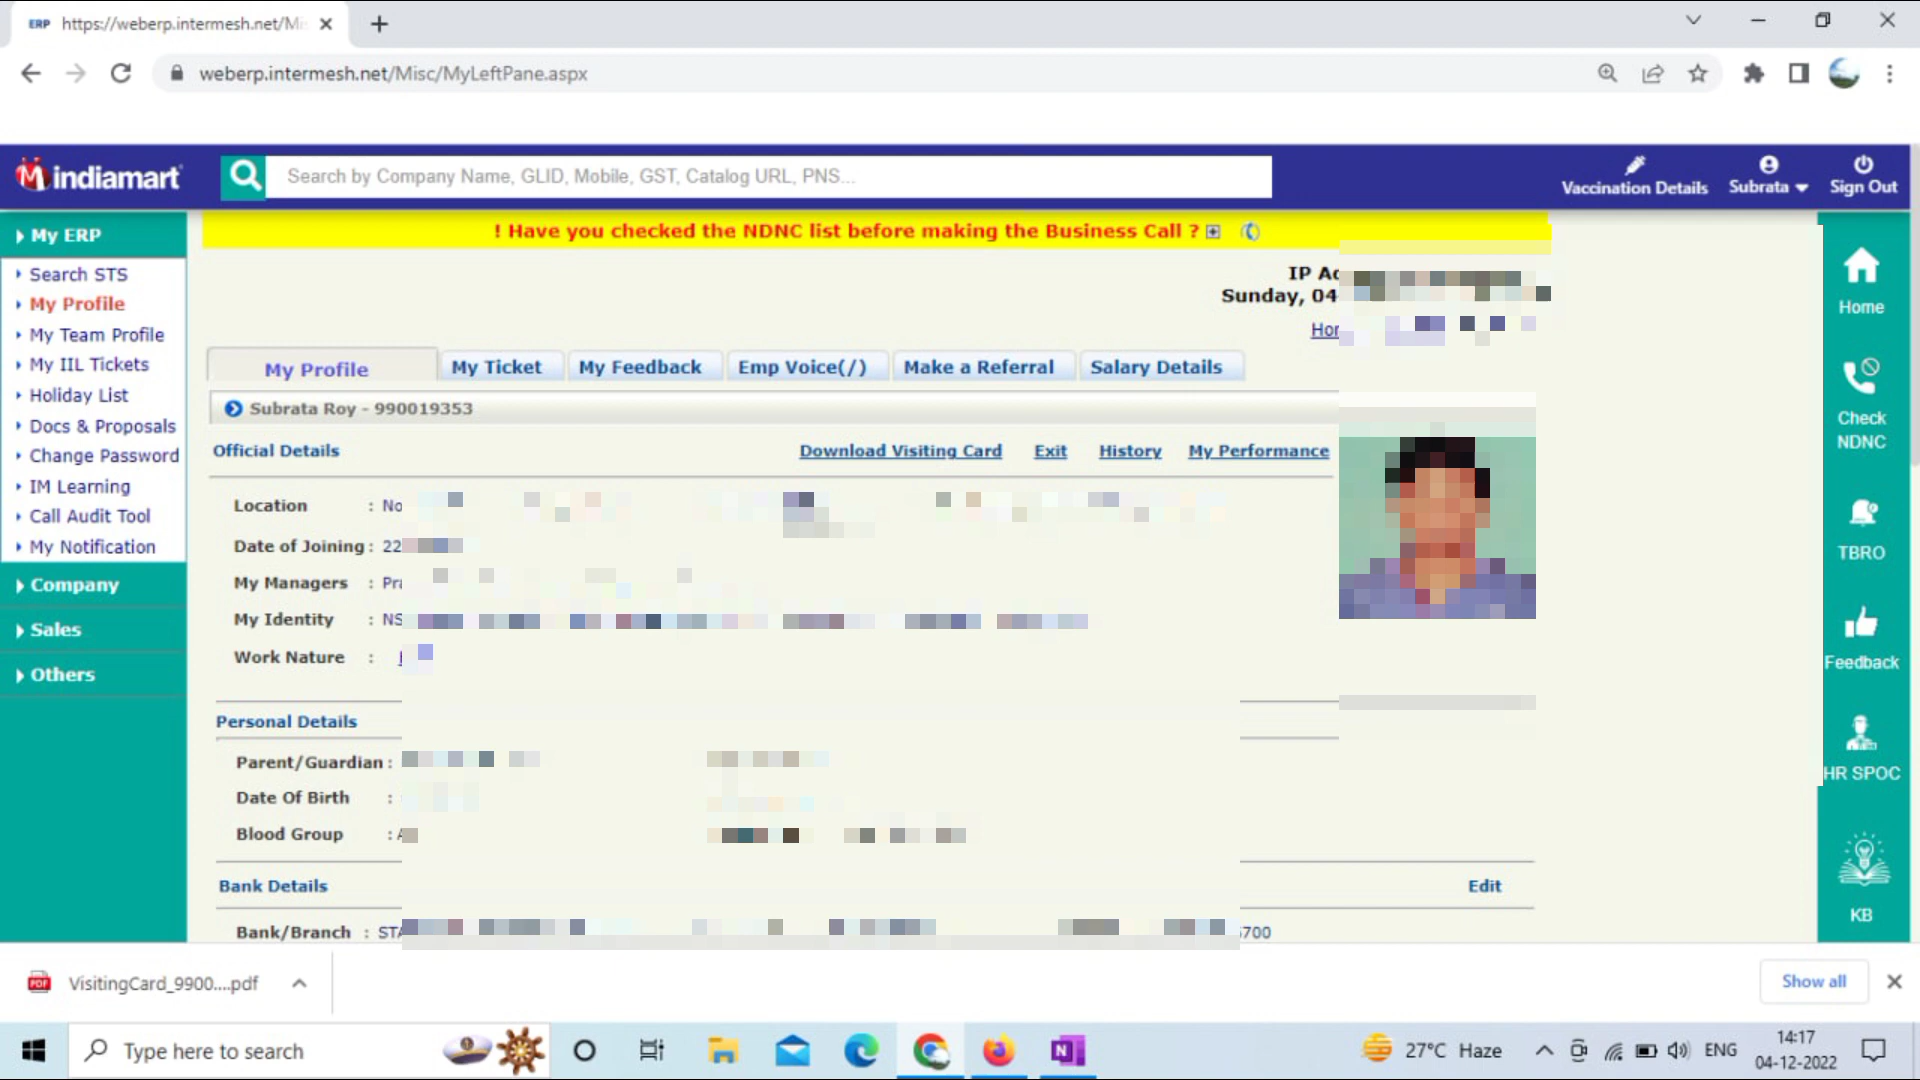 ERP https://weberp.intermesh.net/Mi
weberp.intermesh.net/Misc/MyLeftPane.aspx
indiamart
Search by Company Name, GLID, Mobile, GST, Catalog URL, PNS...
Vaccination Details
Subrata
Sign Out
My ERP
Search STS
My Profile
My Team Profile
My IIL Tickets
Holiday List
Docs & Proposals
Change Password
IM Learning
Call Audit Tool
My Notification
Company
Sales
Others
! Have you checked the NDNC list before making the Business Call ?
IP
Sunday, 04
My Profile
My Ticket
My Feedback
Emp Voice(/)
Make a Referral
Salary Details
Subrata Roy - 990019353
Official Details
Download Visiting Card Exit History My Performance
Location :
Date of Joining : 22
My Managers :
My Identity :
Work Nature :
Personal Details
Parent/Guardian :
Date Of Birth :
Blood Group :
Bank Details
Edit
Bank/Branch :
Home
Check
NDNC
TBRO
Feedback
HR SPOC
KB
VisitingCard_9900....pdf
Show all
Type here to search
27°C Haze
ENG
14:17
04-12-2022